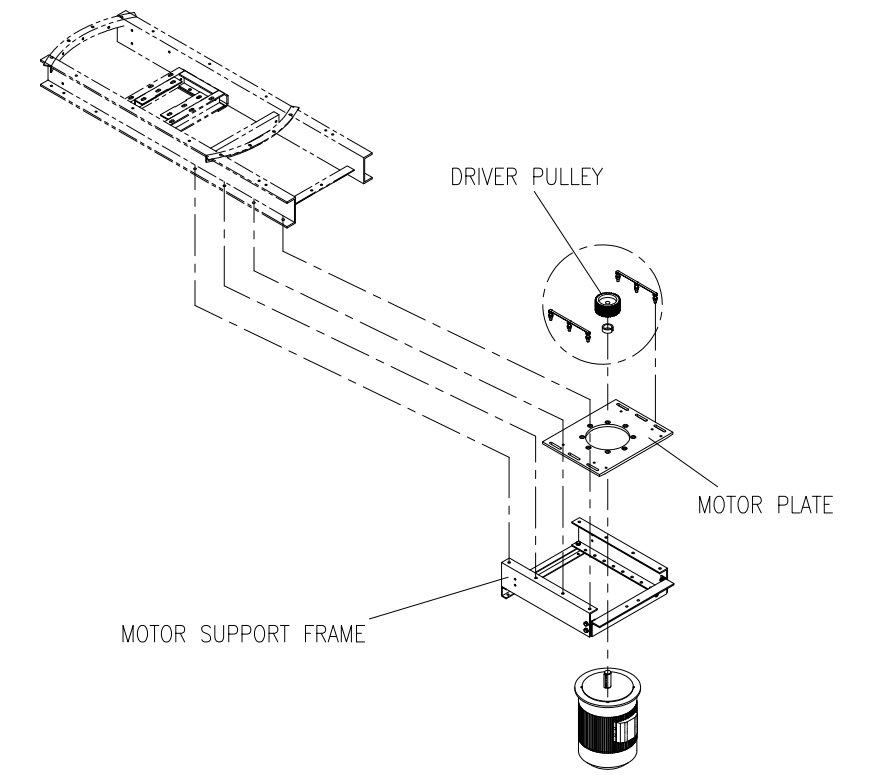 DRIVER PULLEY
MOTOR PLATE
MOTOR SUPPORT FRAME